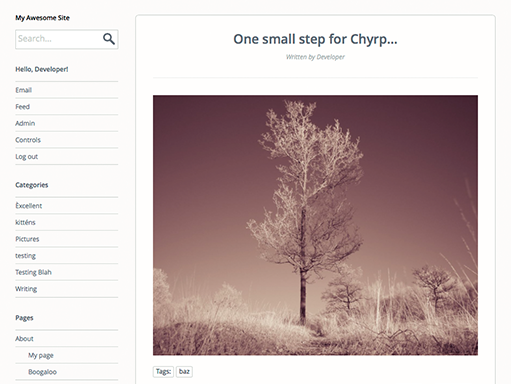 My Awesome Site
Search...
Hello, Developer!
Email
Feed
Admin
Controls
Log out
Categories
Èxcellent
kitténs
Pictures
testing
Testing Blah
Writing
Pages
About
My page
Boogaloo
One small step for Chyrp...
Written by Developer
Tags: baz